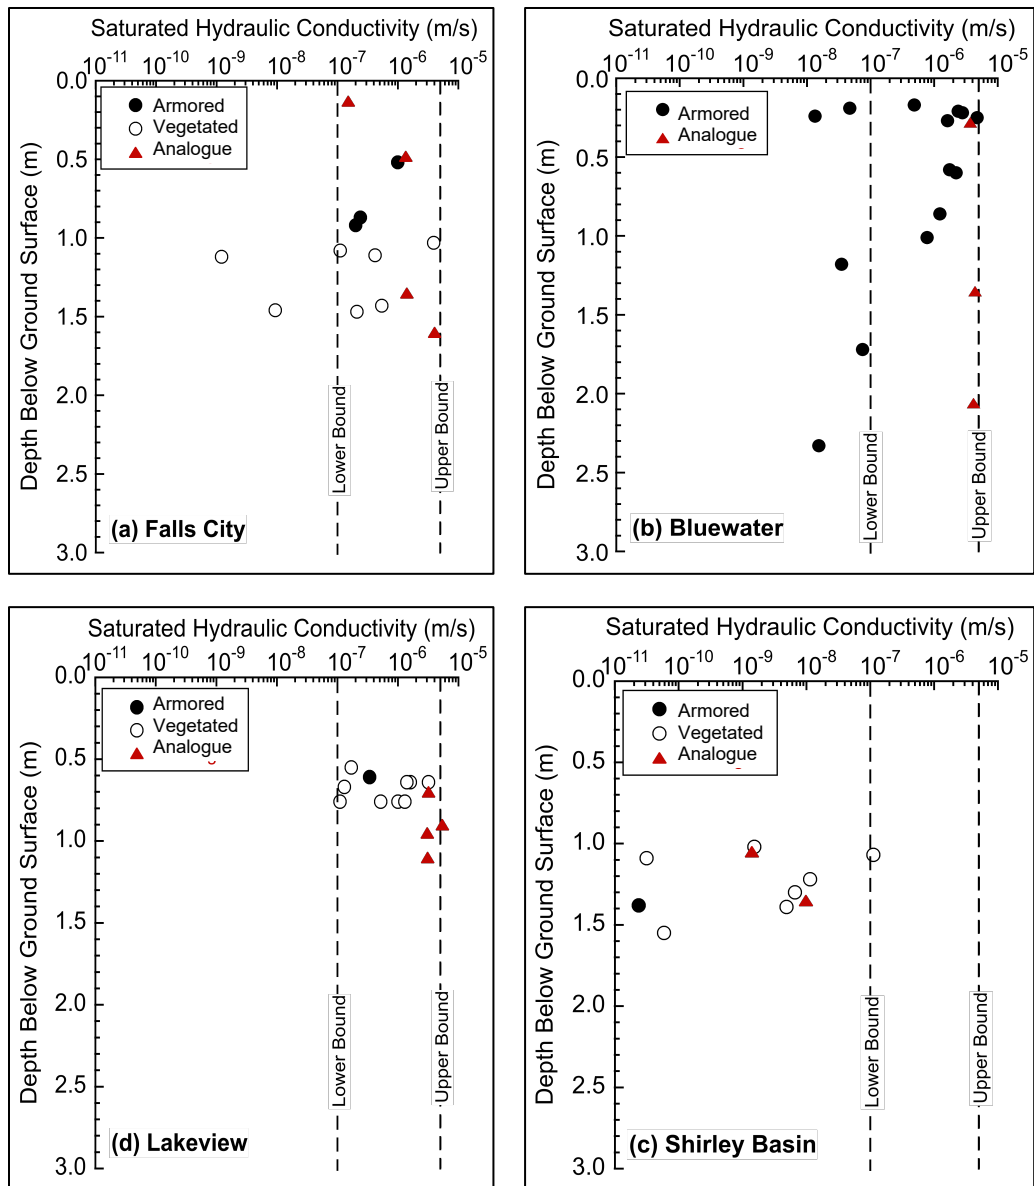 Saturated Hydraulic Conductivity (m/s)
10⁻¹¹ 10⁻¹⁰ 10⁻⁹ 10⁻⁸ 10⁻⁷ 10⁻⁶ 10⁻⁵
0.0
0.5
1.0
1.5
2.0
2.5
3.0
Depth Below Ground Surface (m)
Armored
Vegetated
Analogue
Lower Bound
Upper Bound
(a) Falls City
Saturated Hydraulic Conductivity (m/s)
10⁻¹¹ 10⁻¹⁰ 10⁻⁹ 10⁻⁸ 10⁻⁷ 10⁻⁶ 10⁻⁵
0.0
0.5
1.0
1.5
2.0
2.5
3.0
Depth Below Ground Surface (m)
Armored
Analogue
Lower Bound
Upper Bound
(b) Bluewater
Saturated Hydraulic Conductivity (m/s)
10⁻¹¹ 10⁻¹⁰ 10⁻⁹ 10⁻⁸ 10⁻⁷ 10⁻⁶ 10⁻⁵
0.0
0.5
1.0
1.5
2.0
2.5
3.0
Depth Below Ground Surface (m)
Armored
Vegetated
Analogue
Lower Bound
Upper Bound
(d) Lakeview
Saturated Hydraulic Conductivity (m/s)
10⁻¹¹ 10⁻¹⁰ 10⁻⁹ 10⁻⁸ 10⁻⁷ 10⁻⁶ 10⁻⁵
0.0
0.5
1.0
1.5
2.0
2.5
3.0
Depth Below Ground Surface (m)
Armored
Vegetated
Analogue
Lower Bound
Upper Bound
(c) Shirley Basin